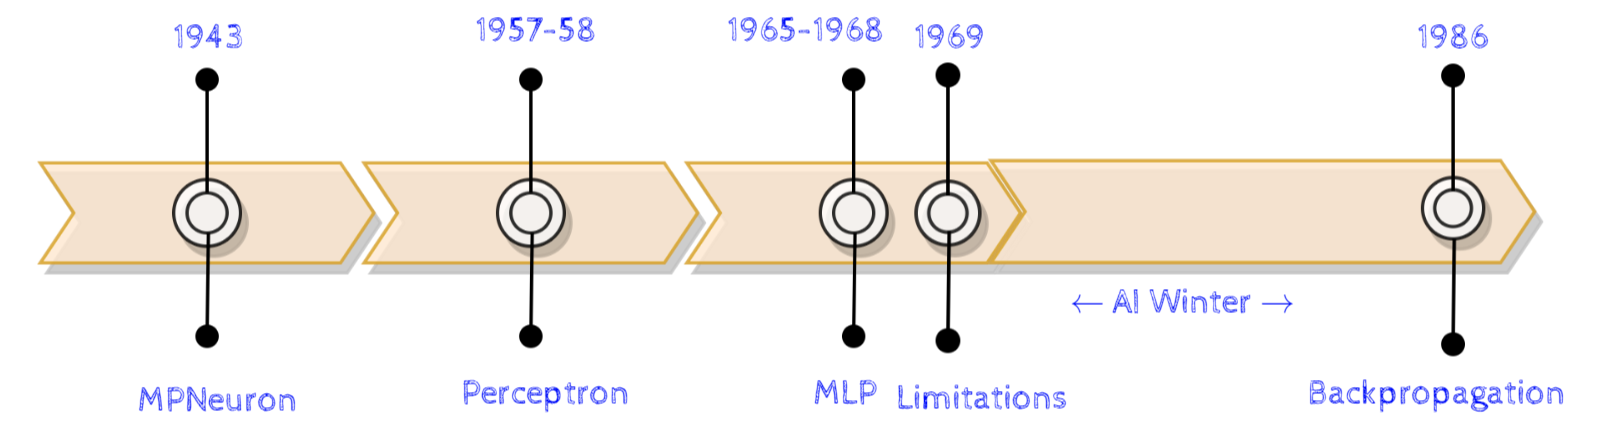 1943
1957-58
1965-1968
1969
1986
← AI Winter →
MPNeuron
Perceptron
MLP
Limitations
Backpropagation